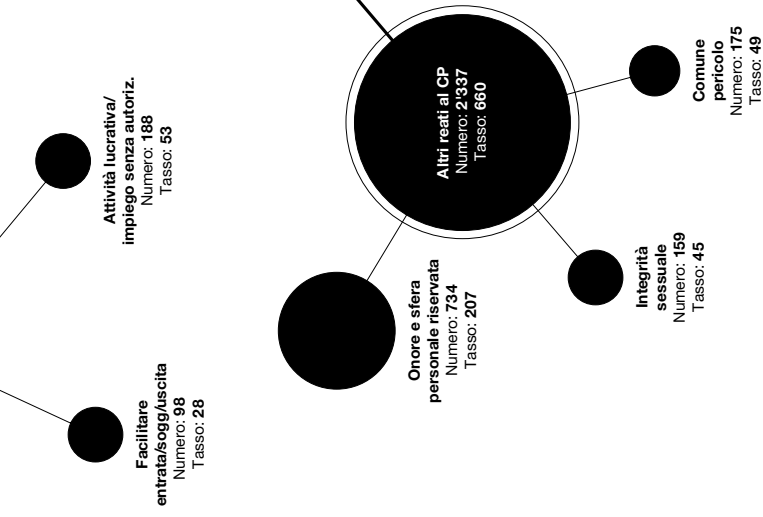 Attività lucrativa/
impiego senza autoriz.
Numero: 188
Tasso: 53
Altri reati al CP
Numero: 2'337
Tasso: 660
Comune
pericolo
Numero: 175
Tasso: 49
Facilitare
entrata/sogg/uscita
Numero: 98
Tasso: 28
Onore e sfera
personale riservata
Numero: 734
Tasso: 207
Integrità
sessuale
Numero: 159
Tasso: 45